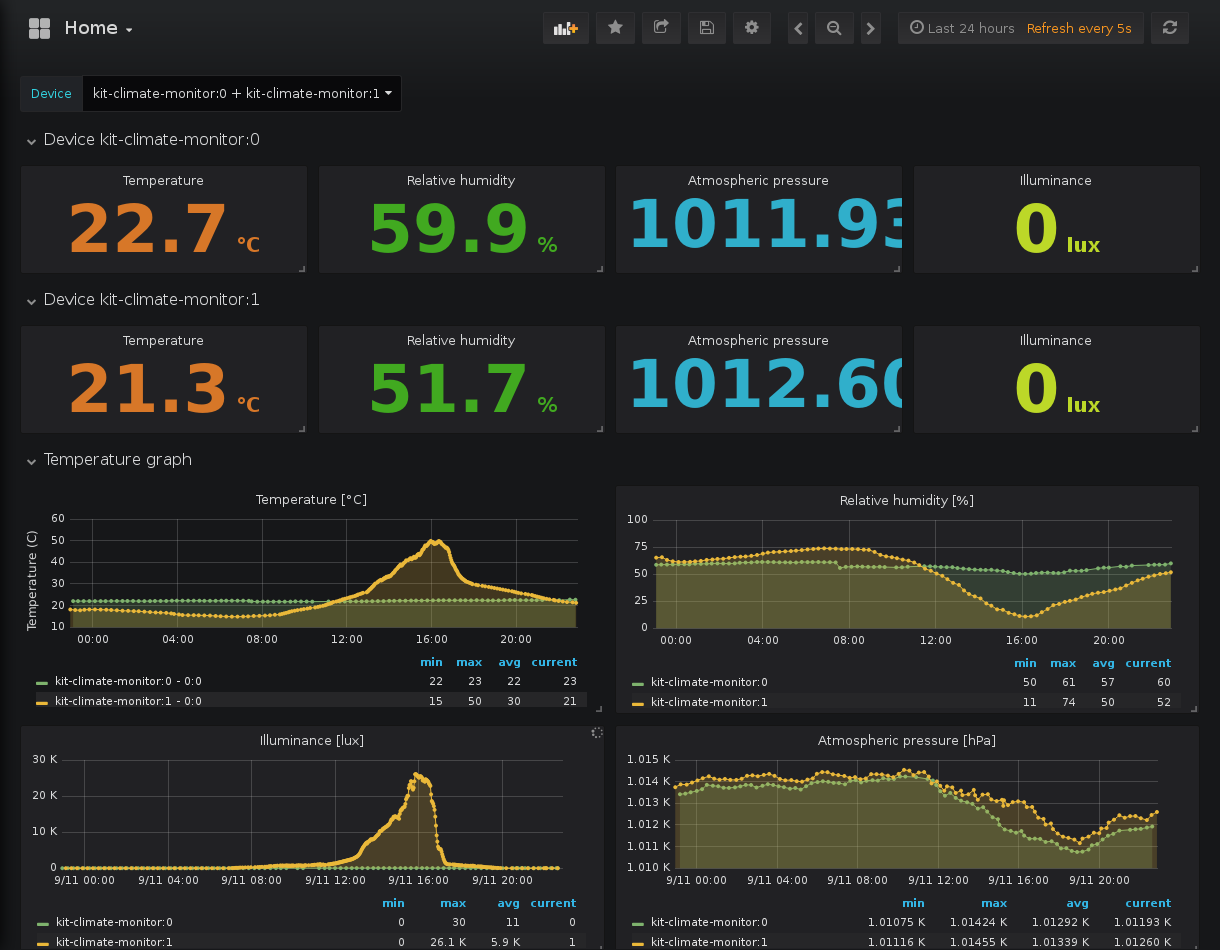 Home
Last 24 hours Refresh every 5s
Device kit-climate-monitor:0 + kit-climate-monitor:1
Device kit-climate-monitor:0
Temperature Relative humidity Atmospheric pressure Illuminance
22.7 °C 59.9 % 1011.93 0 lux
Device kit-climate-monitor:1
Temperature Relative humidity Atmospheric pressure Illuminance
21.3 °C 51.7 % 1012.60 0 lux
Temperature graph
Temperature [°C]
Temperature (C)
60
50
40
30
20
10
00:00 04:00 08:00 12:00 16:00 20:00
min max avg current
kit-climate-monitor:0 - 0:0 22 23 22 23
kit-climate-monitor:1 - 0:0 15 50 30 21
Relative humidity [%]
100
75
50
25
0
00:00 04:00 08:00 12:00 16:00 20:00
min max avg current
kit-climate-monitor:0 50 61 57 60
kit-climate-monitor:1 11 74 50 52
Illuminance [lux]
30 K
20 K
10 K
0
9/11 00:00 9/11 04:00 9/11 08:00 9/11 12:00 9/11 16:00 9/11 20:00
min max avg current
kit-climate-monitor:0 0 30 11 0
kit-climate-monitor:1 0 26.1 K 5.9 K 1
Atmospheric pressure [hPa]
1.015 K
1.014 K
1.013 K
1.012 K
1.011 K
1.010 K
9/11 00:00 9/11 04:00 9/11 08:00 9/11 12:00 9/11 16:00 9/11 20:00
min max avg current
kit-climate-monitor:0 1.01075 K 1.01424 K 1.01292 K 1.01193 K
kit-climate-monitor:1 1.01116 K 1.01455 K 1.01339 K 1.01260 K